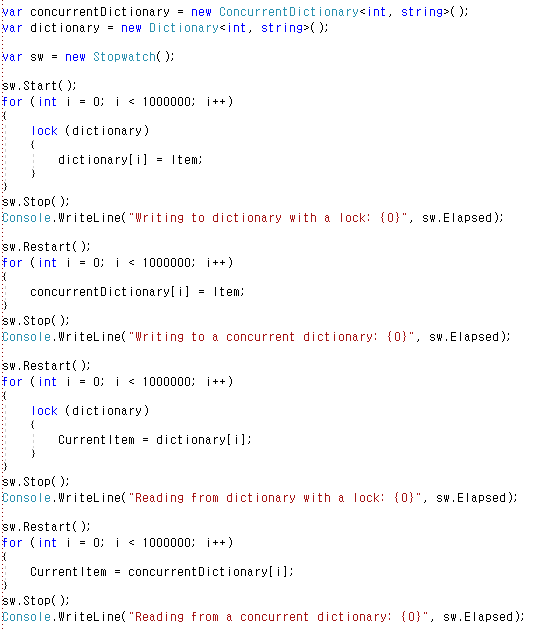 var concurrentDictionary = new ConcurrentDictionary<int, string>();
var dictionary = new Dictionary<int, string>();
var sw = new Stopwatch();
sw.Start();
for (int i = 0; i < 1000000; i++)
{
    lock (dictionary)
    {
        dictionary[i] = Item;
    }
}
sw.Stop();
Console.WriteLine("Writing to dictionary with a lock: {0}", sw.Elapsed);
sw.Restart();
for (int i = 0; i < 1000000; i++)
{
    concurrentDictionary[i] = Item;
}
sw.Stop();
Console.WriteLine("Writing to a concurrent dictionary: {0}", sw.Elapsed);
sw.Restart();
for (int i = 0; i < 1000000; i++)
{
    lock (dictionary)
    {
        CurrentItem = dictionary[i];
    }
}
sw.Stop();
Console.WriteLine("Reading from dictionary with a lock: {0}", sw.Elapsed);
sw.Restart();
for (int i = 0; i < 1000000; i++)
{
    CurrentItem = concurrentDictionary[i];
}
sw.Stop();
Console.WriteLine("Reading from a concurrent dictionary: {0}", sw.Elapsed);